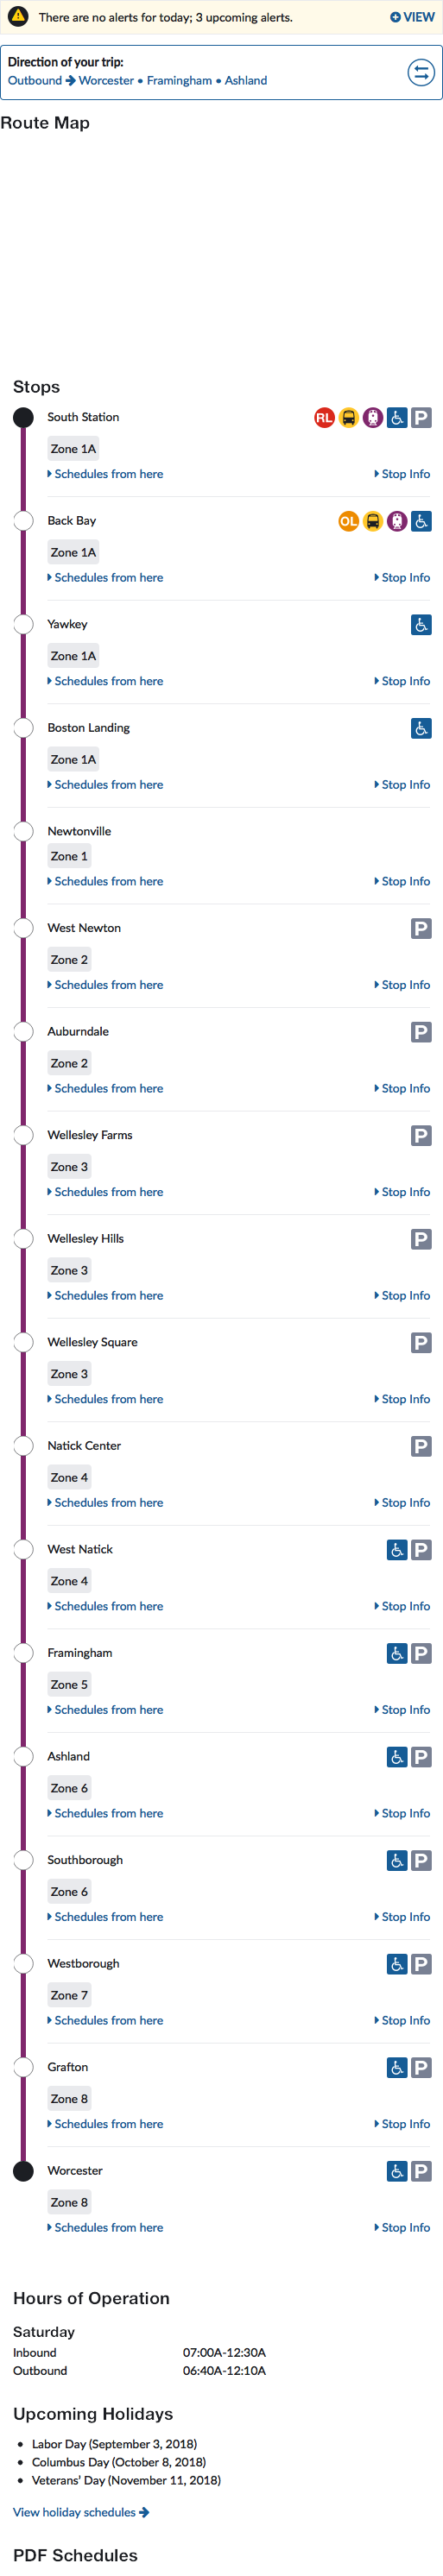 There are no alerts for today; 3 upcoming alerts. VIEW
Direction of your trip:
Outbound Worcester • Framingham • Ashland
Route Map
Stops
South Station RL P
Zone 1A
Schedules from here Stop Info
Back Bay OL
Zone 1A
Schedules from here Stop Info
Yawkey
Zone 1A
Schedules from here Stop Info
Boston Landing
Zone 1A
Schedules from here Stop Info
Newtonville
Zone 1
Schedules from here Stop Info
West Newton P
Zone 2
Schedules from here Stop Info
Auburndale P
Zone 2
Schedules from here Stop Info
Wellesley Farms P
Zone 3
Schedules from here Stop Info
Wellesley Hills P
Zone 3
Schedules from here Stop Info
Wellesley Square P
Zone 3
Schedules from here Stop Info
Natick Center P
Zone 4
Schedules from here Stop Info
West Natick P
Zone 4
Schedules from here Stop Info
Framingham P
Zone 5
Schedules from here Stop Info
Ashland P
Zone 6
Schedules from here Stop Info
Southborough P
Zone 6
Schedules from here Stop Info
Westborough P
Zone 7
Schedules from here Stop Info
Grafton P
Zone 8
Schedules from here Stop Info
Worcester P
Zone 8
Schedules from here Stop Info
Hours of Operation
Saturday
Inbound 07:00A-12:30A
Outbound 06:40A-12:10A
Upcoming Holidays
• Labor Day (September 3, 2018)
• Columbus Day (October 8, 2018)
• Veterans’ Day (November 11, 2018)
View holiday schedules
PDF Schedules